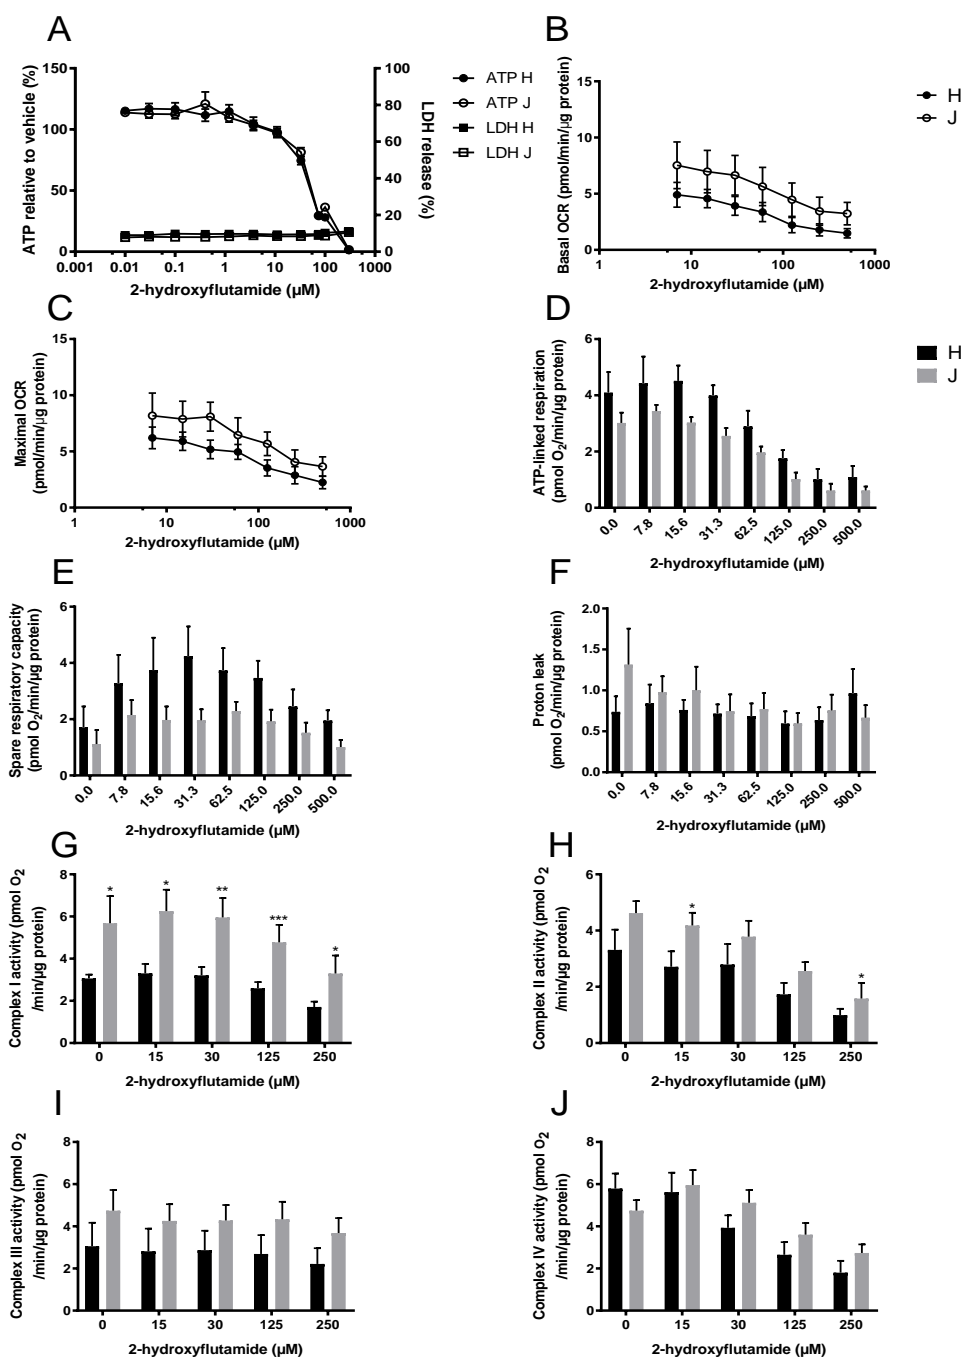 A
ATP relative to vehicle (%)
150
100
50
0
100
80
60
40
20
0
LDH release (%)
0.001 0.01 0.1 1 10 100 1000
2-hydroxyflutamide (µM)
ATP H
ATP J
LDH H
LDH J
B
Basal OCR (pmol/min/µg protein)
15
10
5
0
1 10 100 1000
2-hydroxyflutamide (µM)
H
J
C
Maximal OCR
(pmol/min/µg protein)
15
10
5
0
1 10 100 1000
2-hydroxyflutamide (µM)
D
ATP-linked respiration
(pmol O2/min/µg protein)
6
4
2
0
0.0 7.8 15.6 31.3 62.5 125.0 250.0 500.0
2-hydroxyflutamide (µM)
H
J
E
Spare respiratory capacity
(pmol O2/min/µg protein)
6
4
2
0
0.0 7.8 15.6 31.3 62.5 125.0 250.0 500.0
2-hydroxyflutamide (µM)
F
Proton leak
(pmol O2/min/µg protein)
2.0
1.5
1.0
0.5
0.0
0.0 7.8 15.6 31.3 62.5 125.0 250.0 500.0
2-hydroxyflutamide (µM)
G
Complex I activity (pmol O2
/min/µg protein)
8
6
4
2
0
* * ** *** *
0 15 30 125 250
2-hydroxyflutamide (µM)
H
Complex II activity (pmol O2
/min/µg protein)
8
6
4
2
0
* *
0 15 30 125 250
2-hydroxyflutamide (µM)
I
Complex III activity (pmol O2
/min/µg protein)
8
6
4
2
0
0 15 30 125 250
2-hydroxyflutamide (µM)
J
Complex IV activity (pmol O2
/min/µg protein)
8
6
4
2
0
0 15 30 125 250
2-hydroxyflutamide (µM)